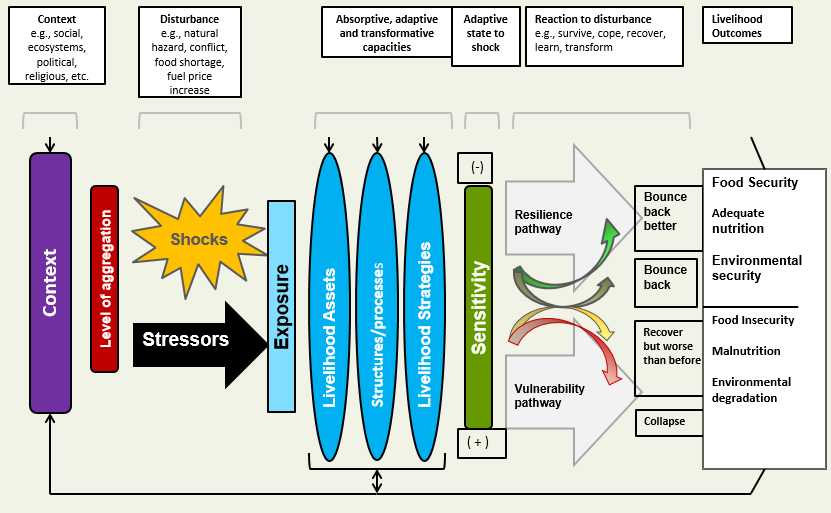 Context
e.g., social,
ecosystems,
political,
religious, etc.
Disturbance
e.g., natural
hazard, conflict,
food shortage,
fuel price
increase
Absorptive, adaptive
and transformative
capacities
Adaptive
state to
shock
Reaction to disturbance
e.g., survive, cope, recover,
learn, transform
Livelihood
Outcomes
Context
Level of aggregation
Shocks
Stressors
Exposure
Livelihood Assets
Structures/processes
Livelihood Strategies
(-)
Sensitivity
( + )
Resilience
pathway
Vulnerability
pathway
Bounce
back
better
Bounce
back
Recover
but worse
than before
Collapse
Food Security
Adequate
nutrition
Environmental
security
Food Insecurity
Malnutrition
Environmental
degradation